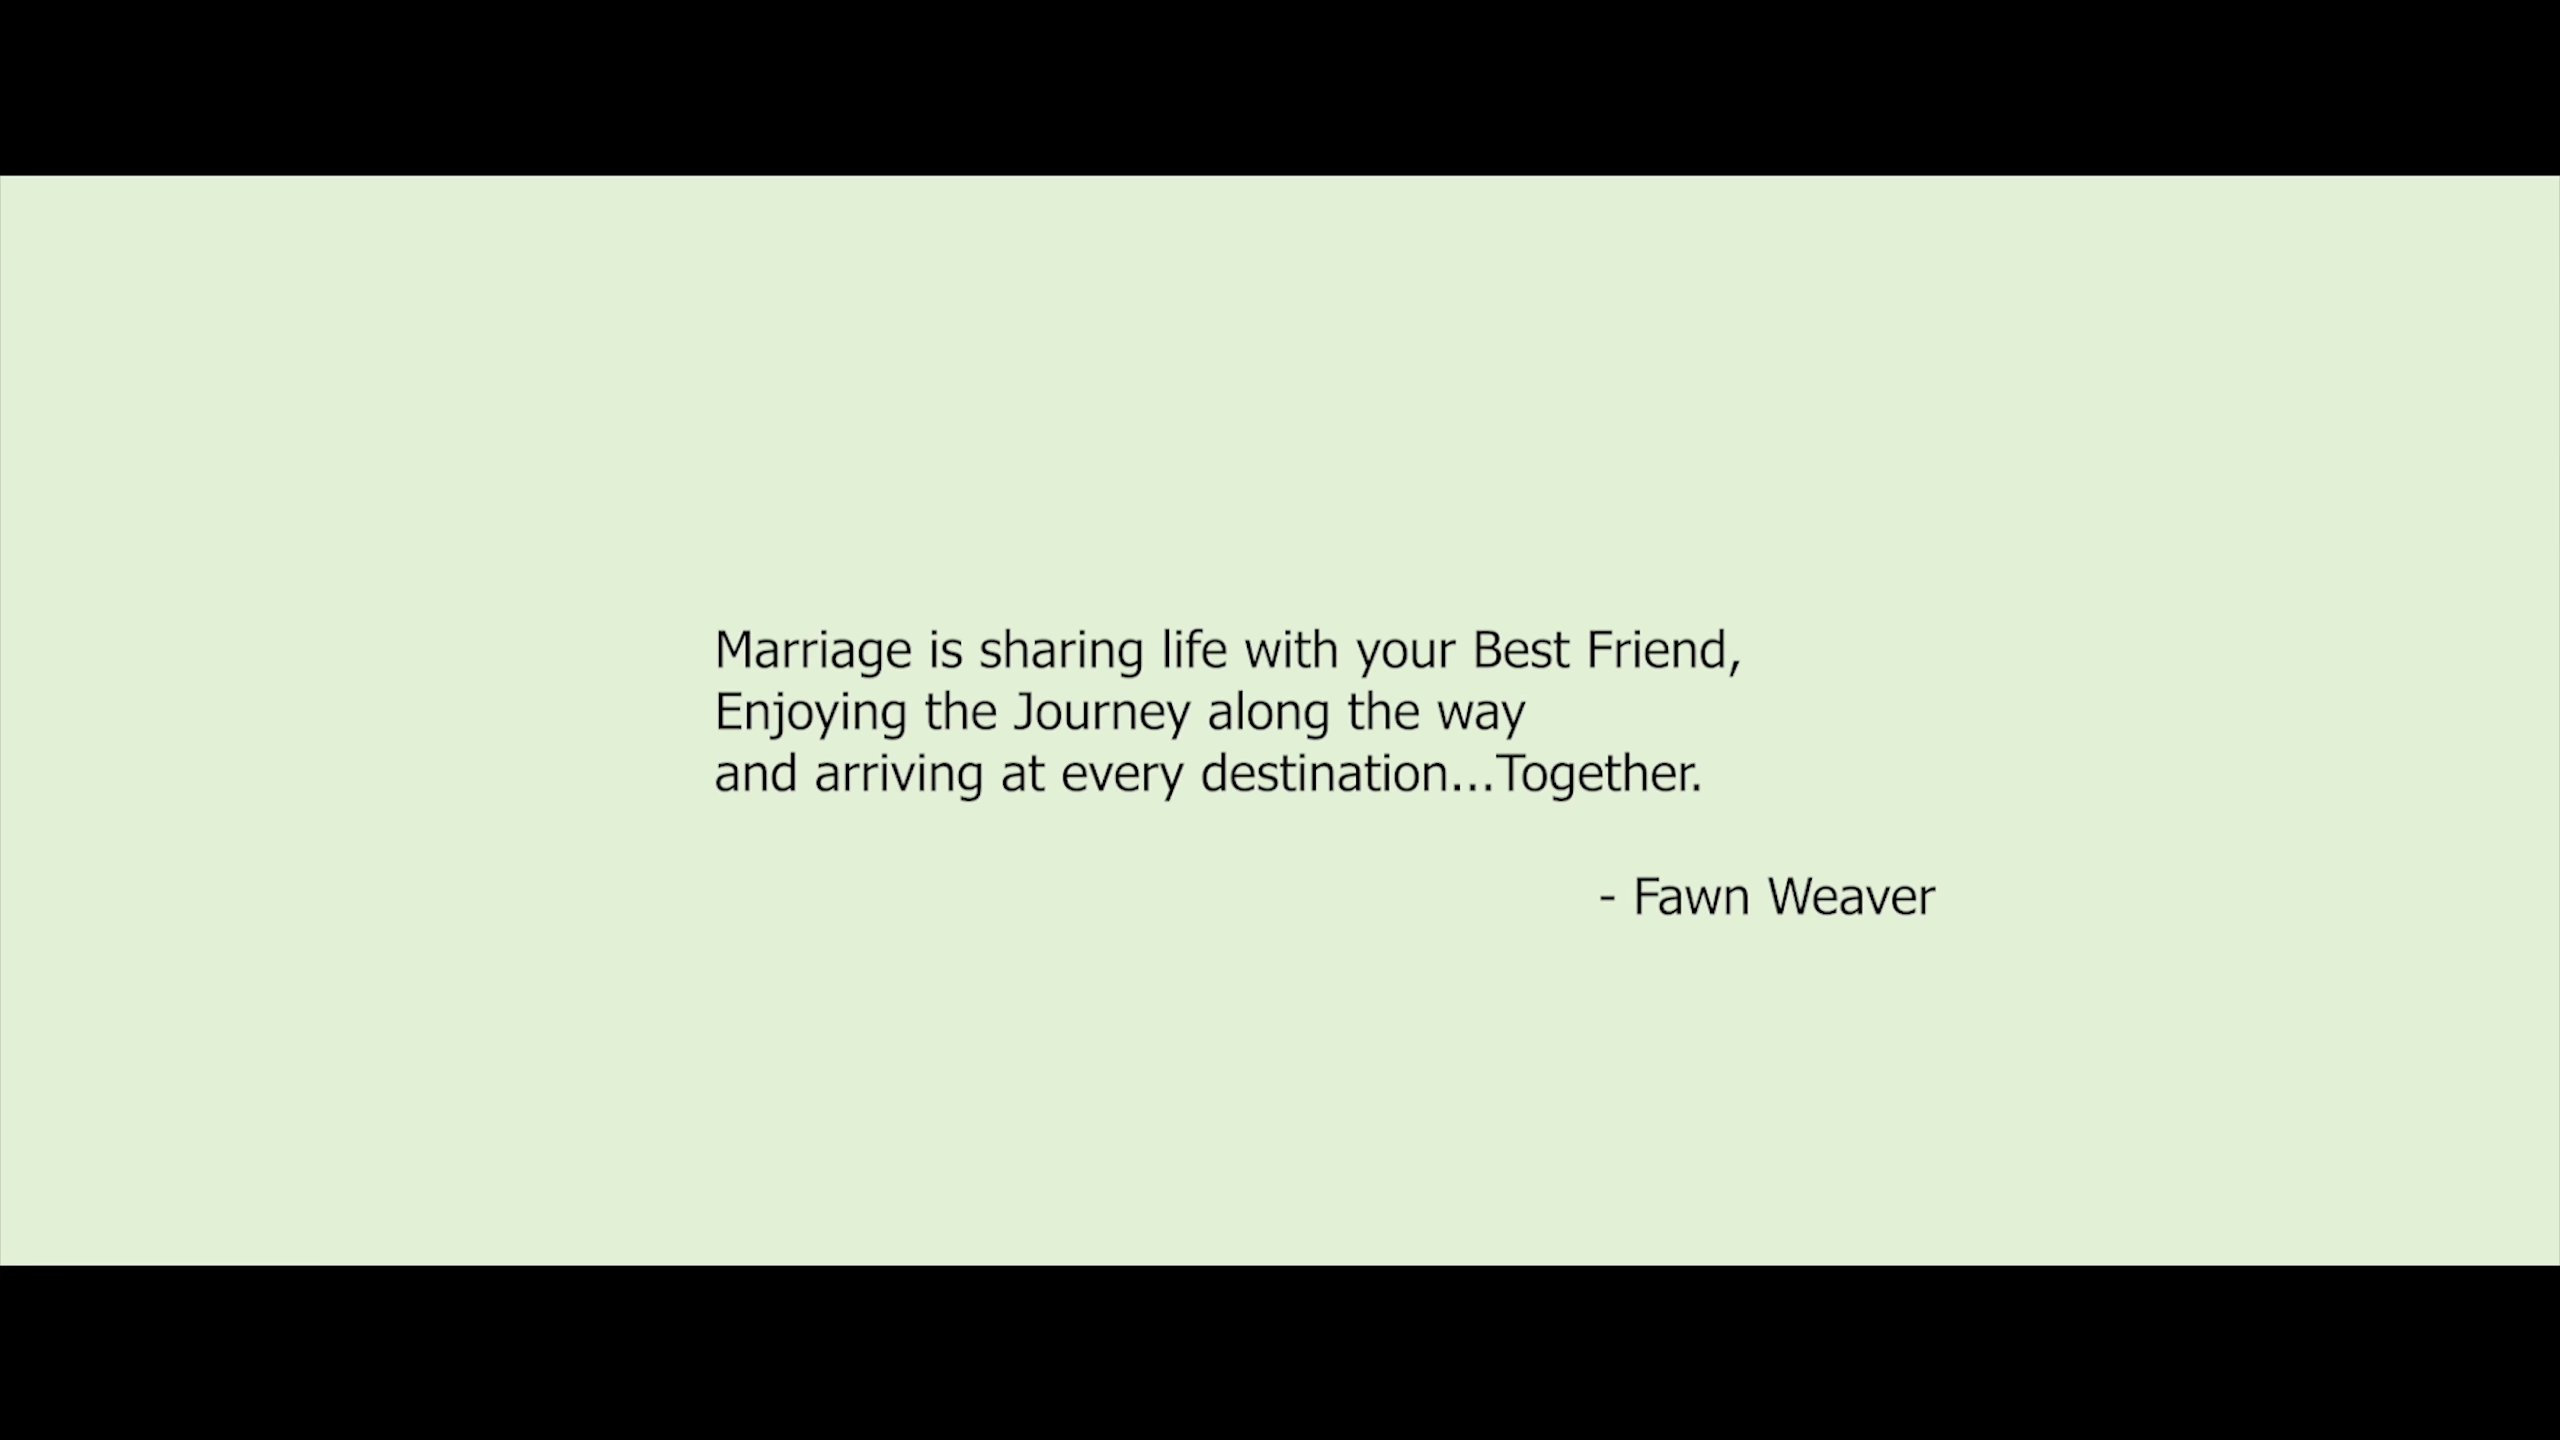 Marriage is sharing life with your Best Friend,
Enjoying the Journey along the way
and arriving at every destination...Together.
- Fawn Weaver